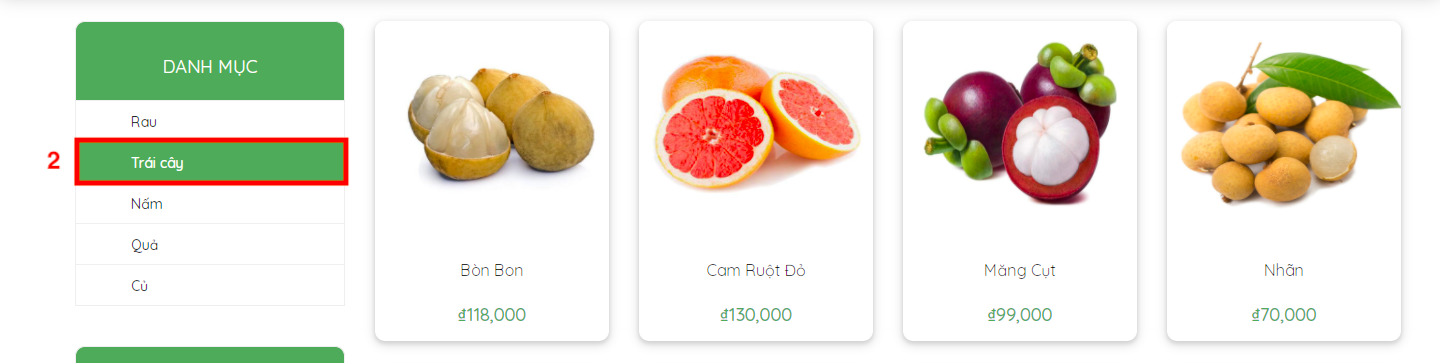 DANH MỤC
Rau
2
Trái cây
Nấm
Quả
Củ
Bòn Bon
₫118,000
Cam Ruột Đỏ
₫130,000
Măng Cụt
₫99,000
Nhãn
₫70,000